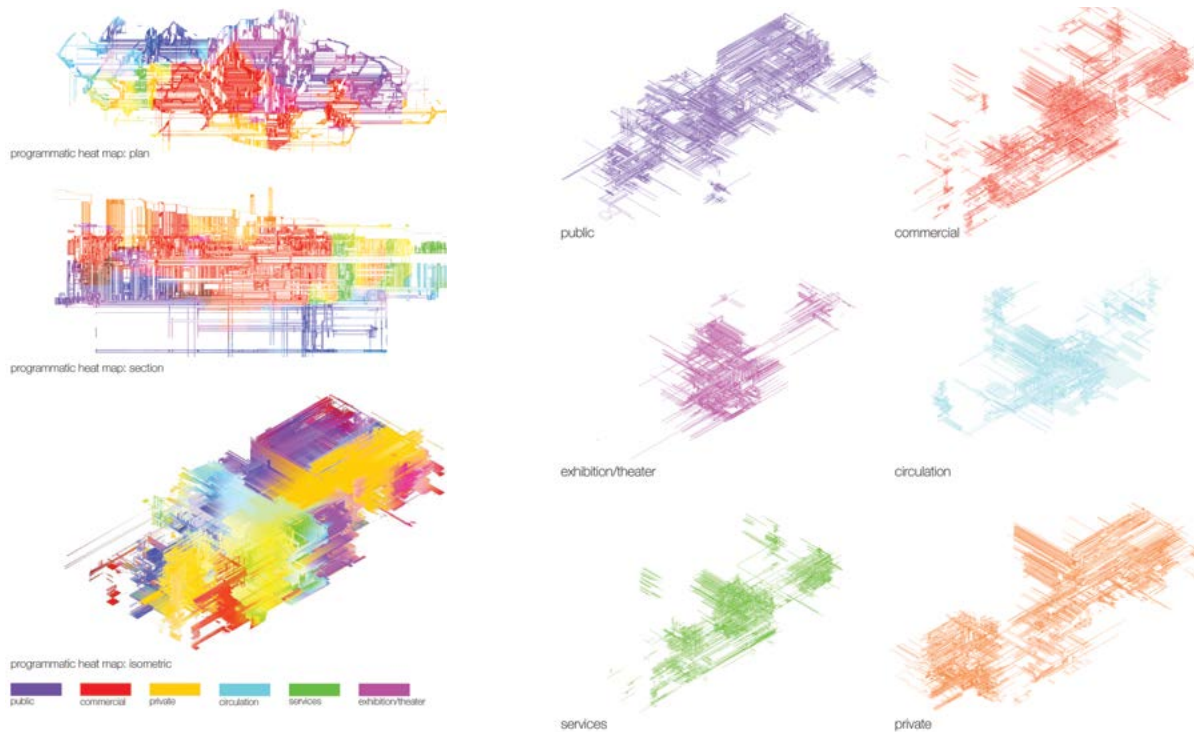 programmatic heat map: plan
programmatic heat map: section
programmatic heat map: isometric
public
commercial
private
circulation
services
exhibition/theater
public
commercial
exhibition/theater
circulation
services
private